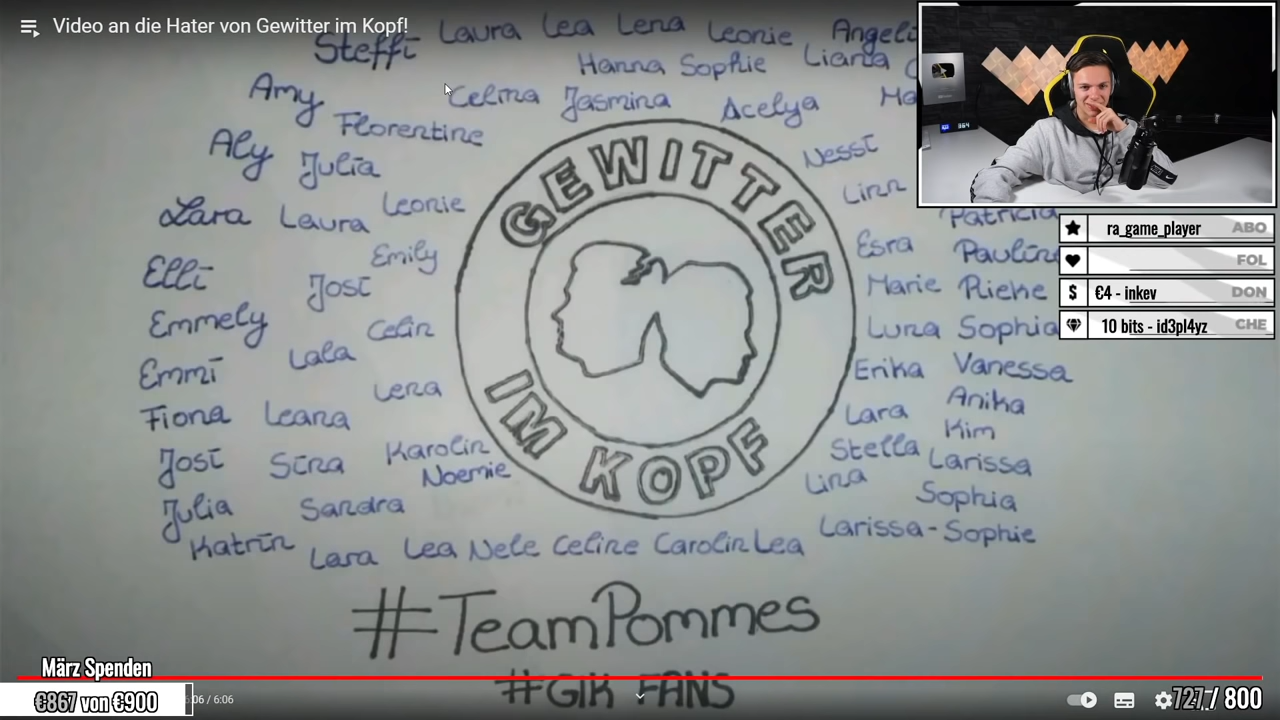 Video an die Hater von Gewitter im Kopf!
Steffi Laura Lea Lena Leonie
Hanna Sophie Liana
Amy Celina Jasmina Acelya
Florentine
Aly Julia Nessi
Lara Laura Leonie Linn
Patricia
Emily Esra Paulina
Elli Josi Marie Rieke
Emmely Celin Luna Sophia
Lala
Emmi Erika Vanessa
Lena Anika
Fiona Leana Lara Kim
Josi Sina Karolin Stella Larissa
Noemie Lina
Julia Sandra Sophia
Katrin Lara Lea Nele Celine Carolin Lea Larissa-Sophie
GEWITTER
IM KOPF
#TeamPommes
#GIK FANS
ra_game_player ABO
FOL
$ €4 - inkev DON
10 bits - id3pl4yz CHE
März Spenden
€867 von €900
:06 / 6:06
727 / 800